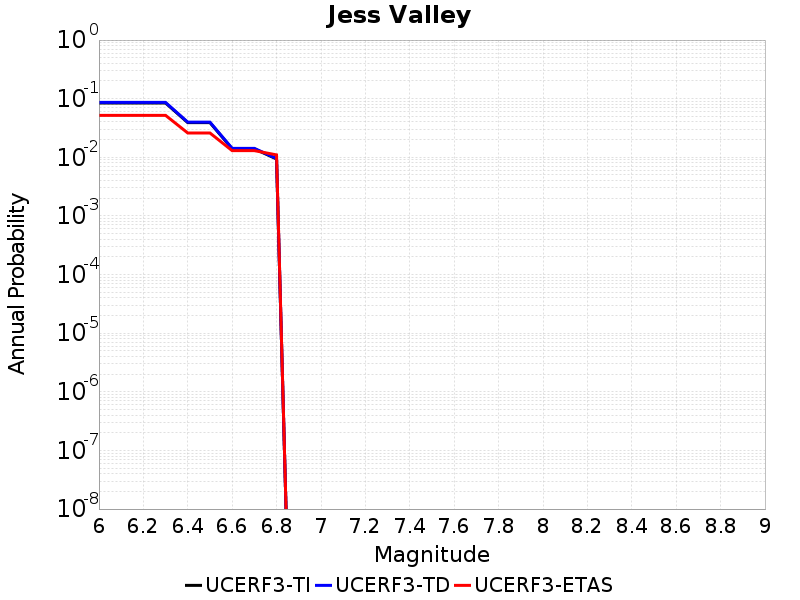 Jess Valley
Annual Probability
10^0
10^-1
10^-2
10^-3
10^-4
10^-5
10^-6
10^-7
10^-8
6 6.2 6.4 6.6 6.8 7 7.2 7.4 7.6 7.8 8 8.2 8.4 8.6 8.8 9
Magnitude
UCERF3-TI UCERF3-TD UCERF3-ETAS